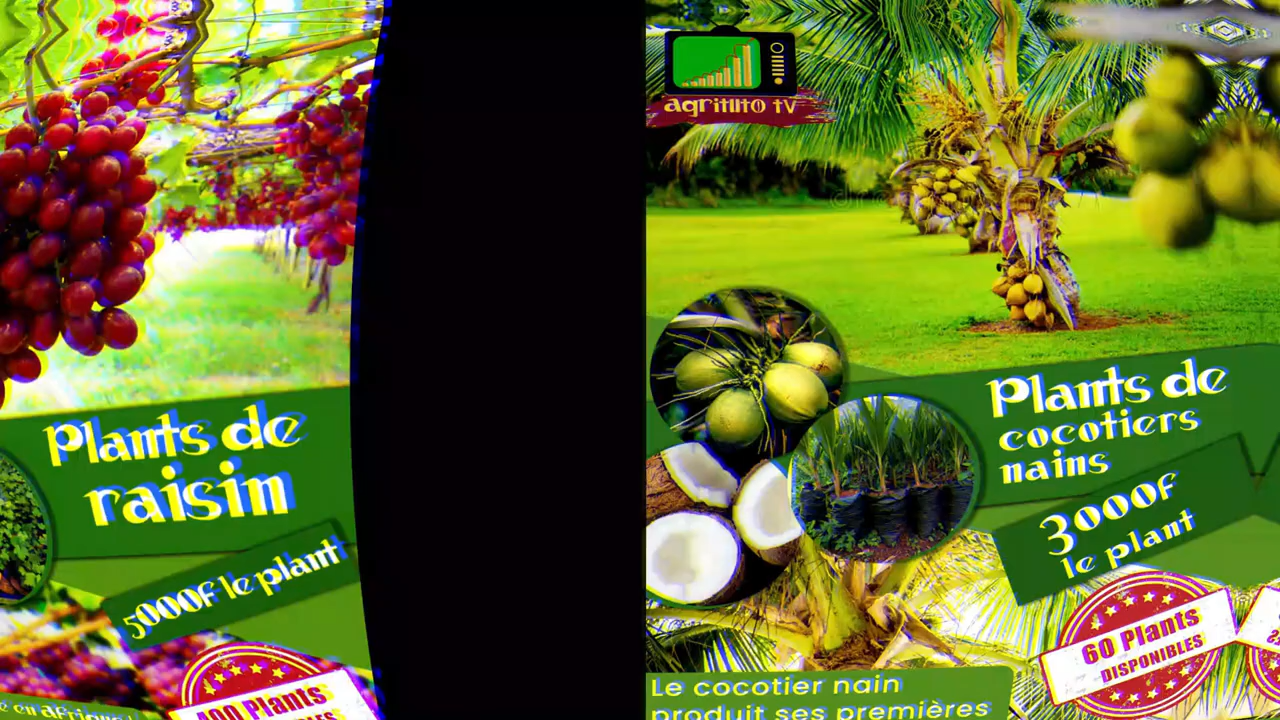 Plants de
raisin
5000f le plant
400 Plants
en afrique !
agrituto tv
Plants de
cocotiers
nains
3000f
le plant
60 Plants
DISPONIBLES
Le cocotier nain
produit ses premières